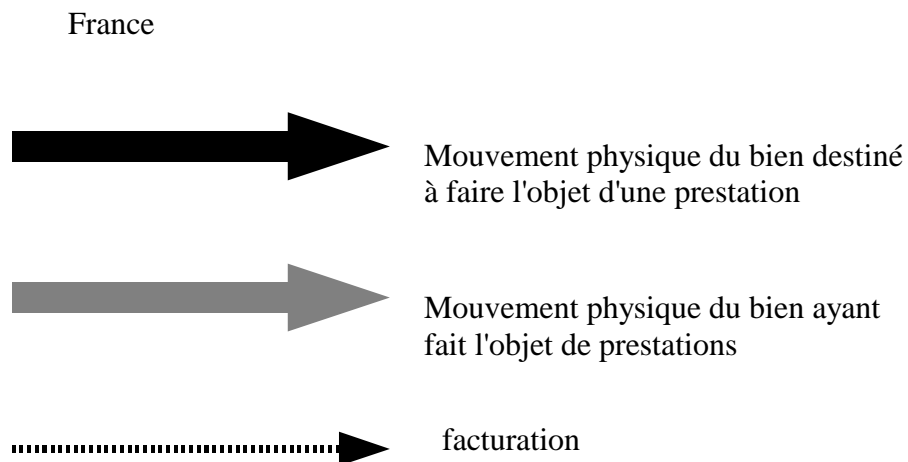 France
Mouvement physique du bien destiné
à faire l'objet d'une prestation
Mouvement physique du bien ayant
fait l'objet de prestations
facturation